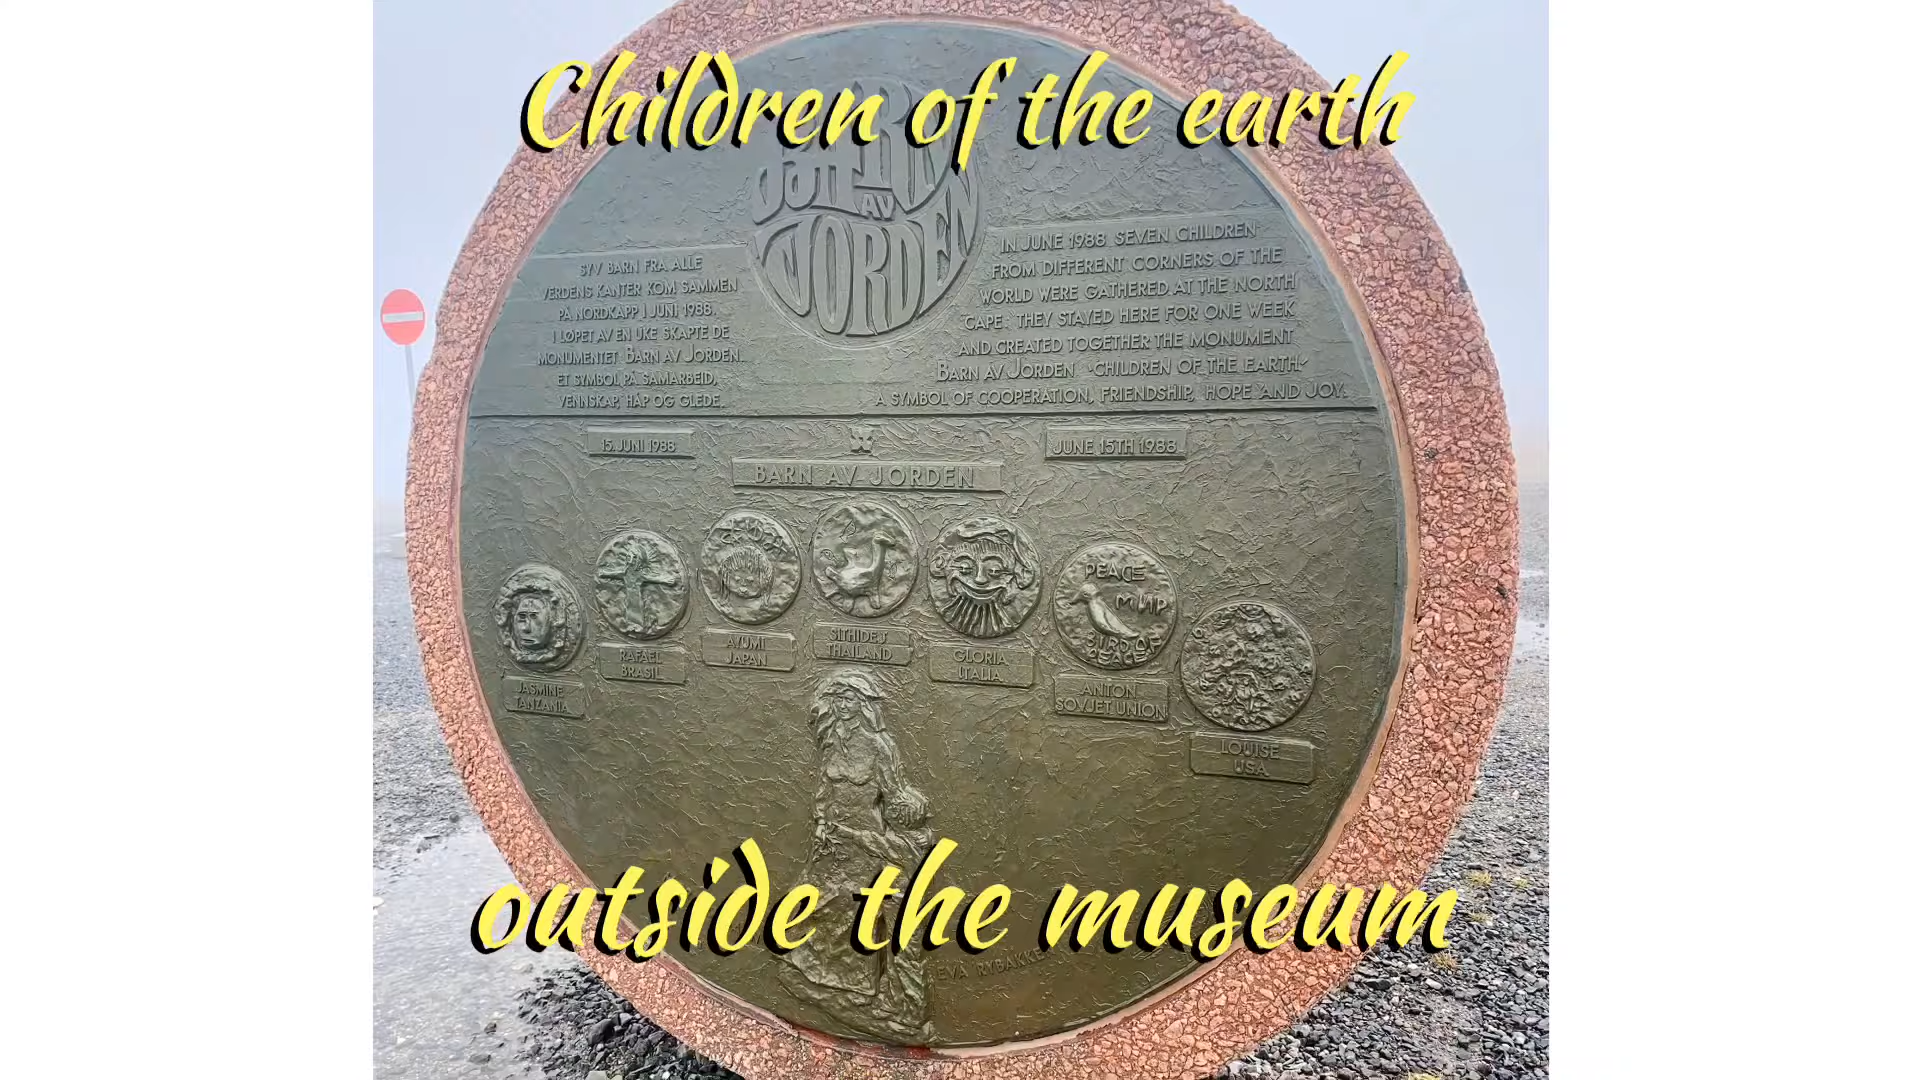 Children of the earth
BARN
AV
JORDEN
SYV BARN FRA ALLE
VERDENS KANTER KOM SAMMEN
PÅ NORDKAPP I JUNI 1988.
I LØPET AV EN UKE SKAPTE DE
MONUMENTET BARN AV JORDEN.
ET SYMBOL PÅ SAMARBEID,
VENNSKAP, HÅP OG GLEDE.
IN JUNE 1988 SEVEN CHILDREN
FROM DIFFERENT CORNERS OF THE
WORLD WERE GATHERED AT THE NORTH
CAPE. THEY STAYED HERE FOR ONE WEEK
AND CREATED TOGETHER THE MONUMENT
BARN AV JORDEN •CHILDREN OF THE EARTH•
A SYMBOL OF COOPERATION, FRIENDSHIP, HOPE AND JOY.
15. JUNI 1988
JUNE 15TH 1988
BARN AV JORDEN
PEACE
МИР
BIRD OF
PEACE
JASMINE
TANZANIA
RAFAEL
BRASIL
AYUMI
JAPAN
SITHIDEJ
THAILAND
GLORIA
ITALIA
ANTON
SOVJET UNION
LOUISE
USA
outside the museum
EVA RYBAKKEN